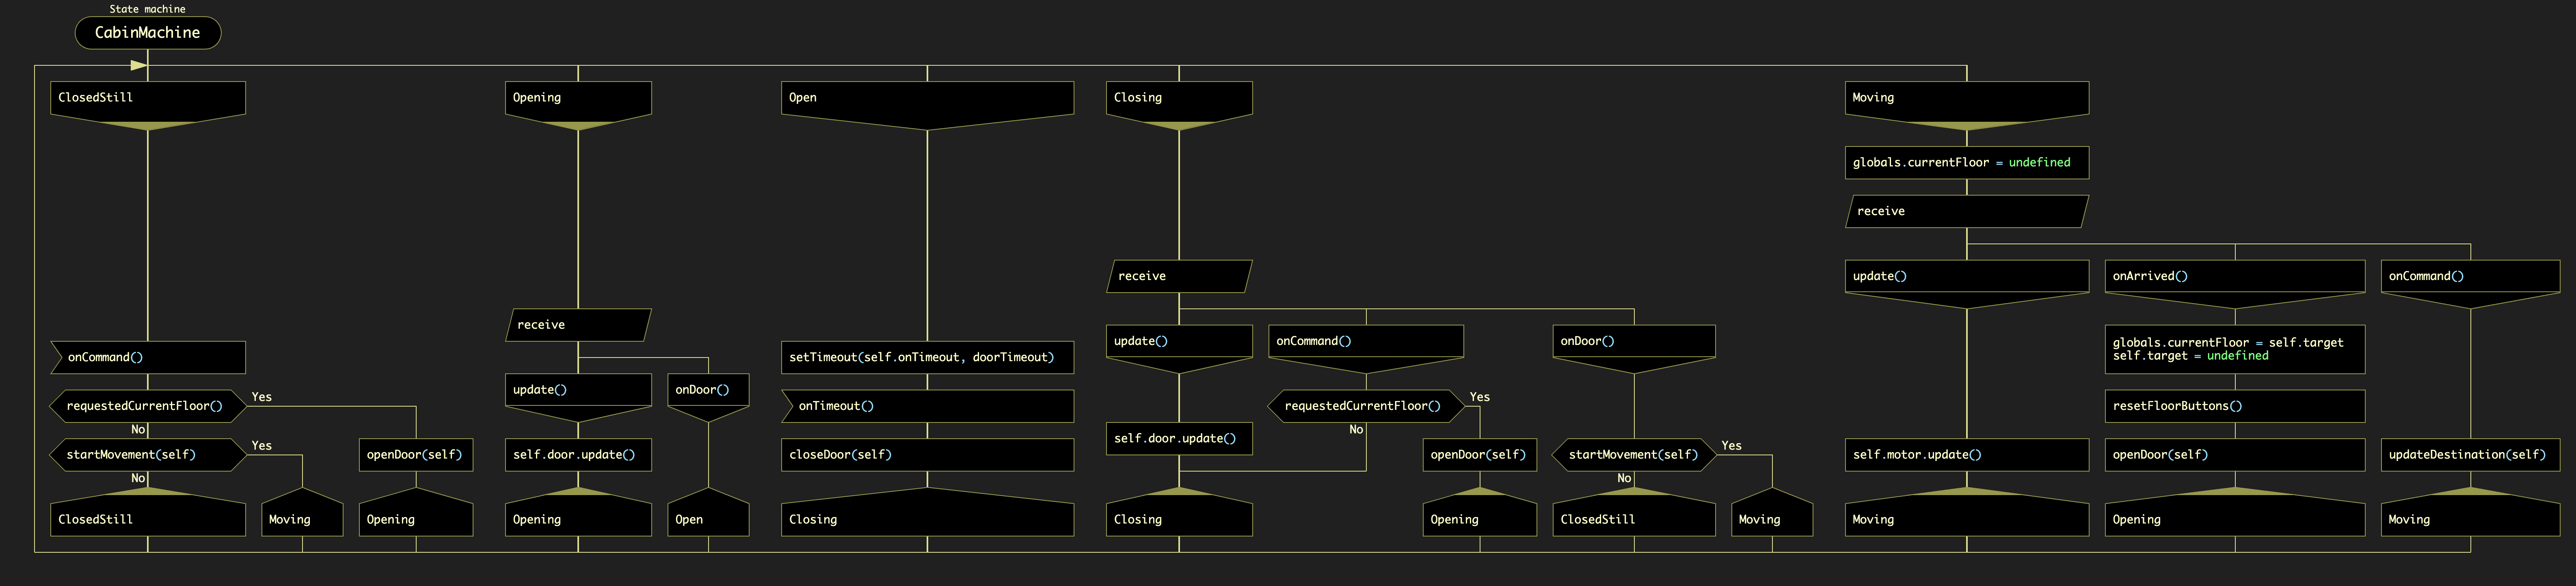 State machine
CabinMachine
ClosedStill
onCommand()
requestedCurrentFloor()
Yes
No
startMovement(self)
Yes
No
ClosedStill
Moving
openDoor(self)
Opening
Opening
receive
update()
self.door.update()
Opening
onDoor()
Open
Open
setTimeout(self.onTimeout, doorTimeout)
onTimeout()
closeDoor(self)
Closing
Closing
receive
update()
self.door.update()
Closing
onCommand()
requestedCurrentFloor()
Yes
No
openDoor(self)
Opening
onDoor()
startMovement(self)
Yes
No
ClosedStill
Moving
Moving
globals.currentFloor = undefined
receive
update()
self.motor.update()
Moving
onArrived()
globals.currentFloor = self.target
self.target = undefined
resetFloorButtons()
openDoor(self)
Opening
onCommand()
updateDestination(self)
Moving